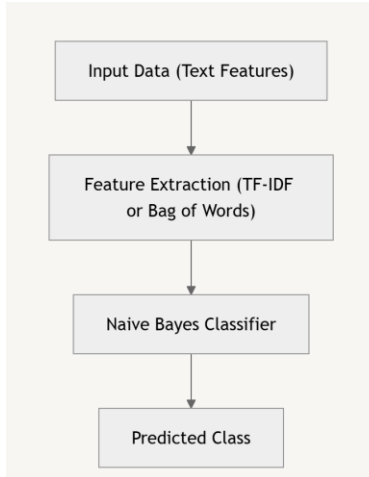 Input Data (Text Features)
Feature Extraction (TF-IDF
or Bag of Words)
Naive Bayes Classifier
Predicted Class